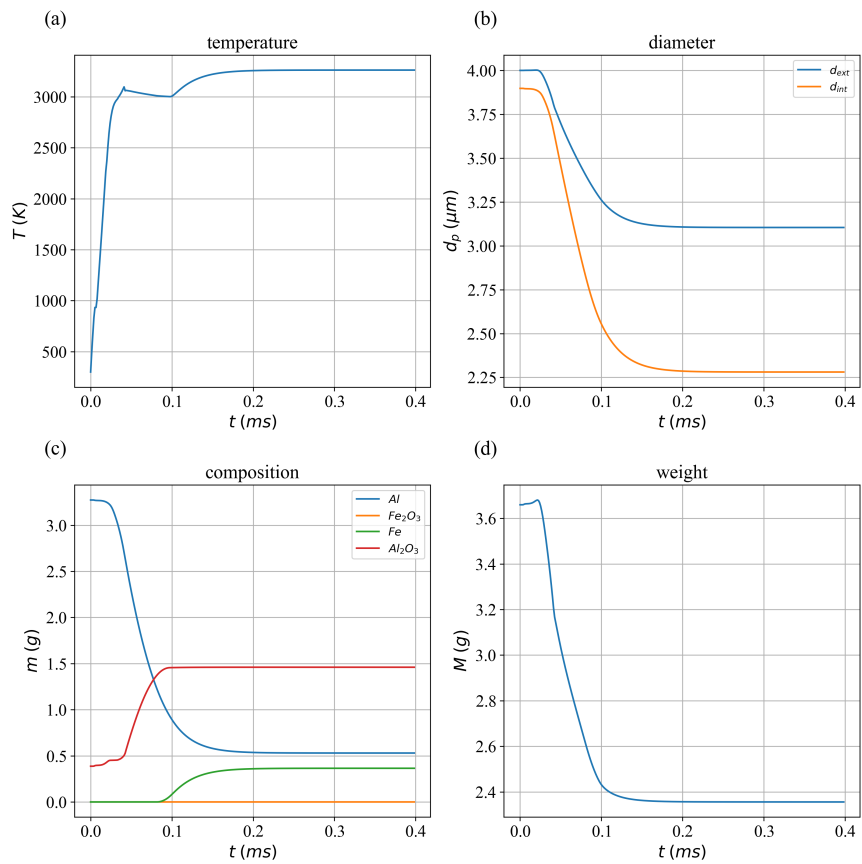 (a)
temperature
3000
2500
2000
1500
1000
500
T (K)
0.0 0.1 0.2 0.3 0.4
t (ms)
(b)
diameter
d_ext
d_int
4.00
3.75
3.50
3.25
3.00
2.75
2.50
2.25
d_p (μm)
0.0 0.1 0.2 0.3 0.4
t (ms)
(c)
composition
Al
Fe₂O₃
Fe
Al₂O₃
3.0
2.5
2.0
1.5
1.0
0.5
0.0
m (g)
0.0 0.1 0.2 0.3 0.4
t (ms)
(d)
weight
3.6
3.4
3.2
3.0
2.8
2.6
2.4
M (g)
0.0 0.1 0.2 0.3 0.4
t (ms)